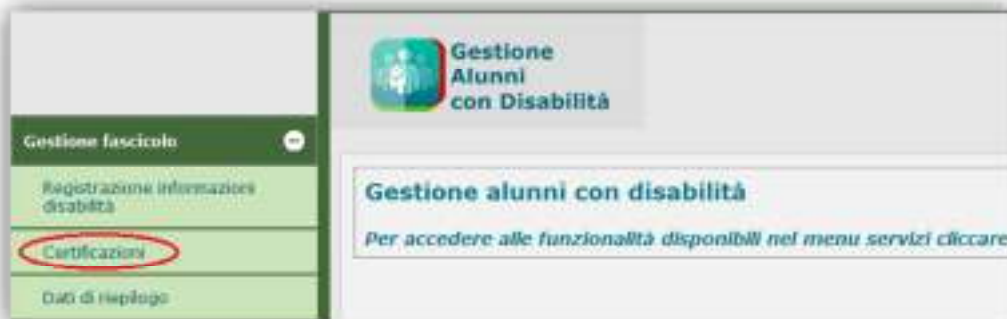 Gestione
Alunni
con Disabilità
Gestione fascicolo
Registrazione informazioni
disabilità
Certificazioni
Dati di riepilogo
Gestione alunni con disabilità
Per accedere alle funzionalità disponibili nel menu servizi cliccare